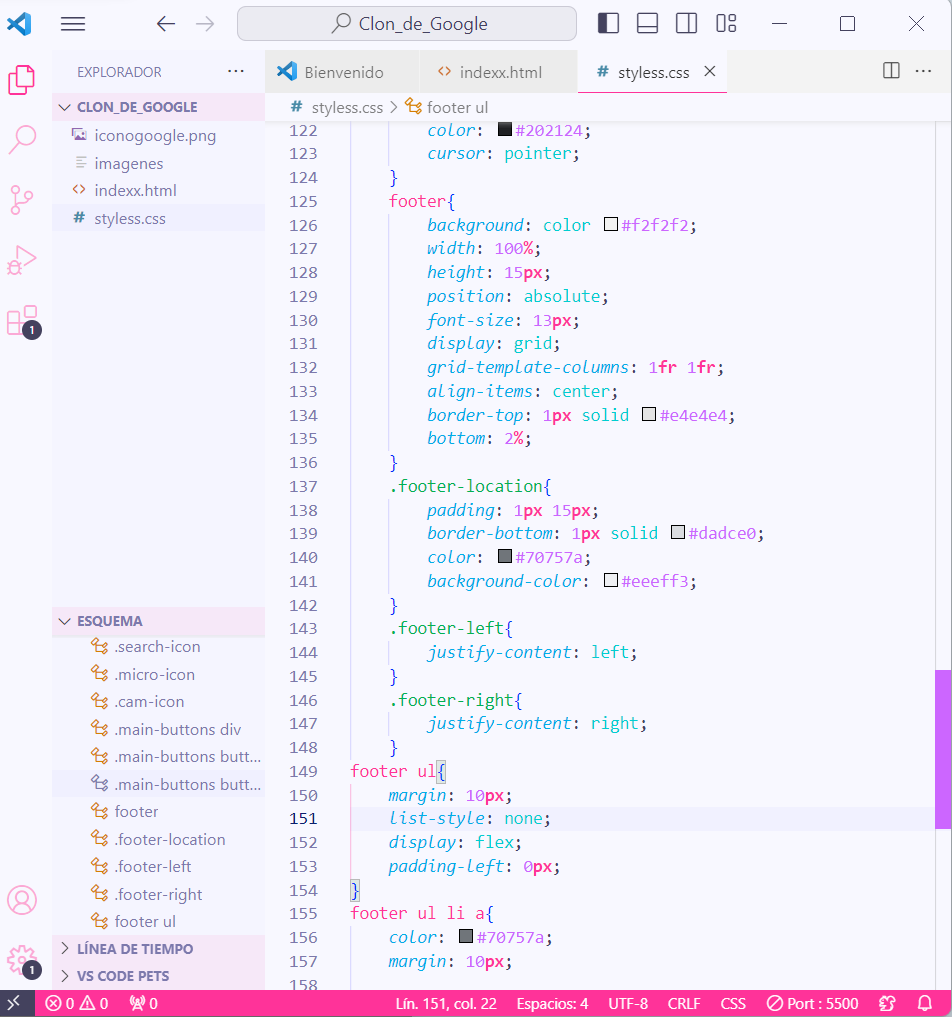 Clon_de_Google
EXPLORADOR
···
Bienvenido
indexx.html
styless.css
CLON_DE_GOOGLE
iconogoogle.png
imagenes
indexx.html
styless.css
1
styless.css > footer ul
122 color: #202124;
123 cursor: pointer;
124 }
125 footer{
126 background: color #f2f2f2;
127 width: 100%;
128 height: 15px;
129 position: absolute;
130 font-size: 13px;
131 display: grid;
132 grid-template-columns: 1fr 1fr;
133 align-items: center;
134 border-top: 1px solid #e4e4e4;
135 bottom: 2%;
136 }
137 .footer-location{
138 padding: 1px 15px;
139 border-bottom: 1px solid #dadce0;
140 color: #70757a;
141 background-color: #eeeff3;
142 }
143 .footer-left{
144 justify-content: left;
145 }
146 .footer-right{
147 justify-content: right;
148 }
149 footer ul{
150 margin: 10px;
151 list-style: none;
152 display: flex;
153 padding-left: 0px;
154 }
155 footer ul li a{
156 color: #70757a;
157 margin: 10px;
158
ESQUEMA
.search-icon
.micro-icon
.cam-icon
.main-buttons div
.main-buttons butt...
.main-buttons butt...
footer
.footer-location
.footer-left
.footer-right
footer ul
LÍNEA DE TIEMPO
VS CODE PETS
1
0 0 0
Lín. 151, col. 22 Espacios: 4 UTF-8 CRLF CSS Port : 5500